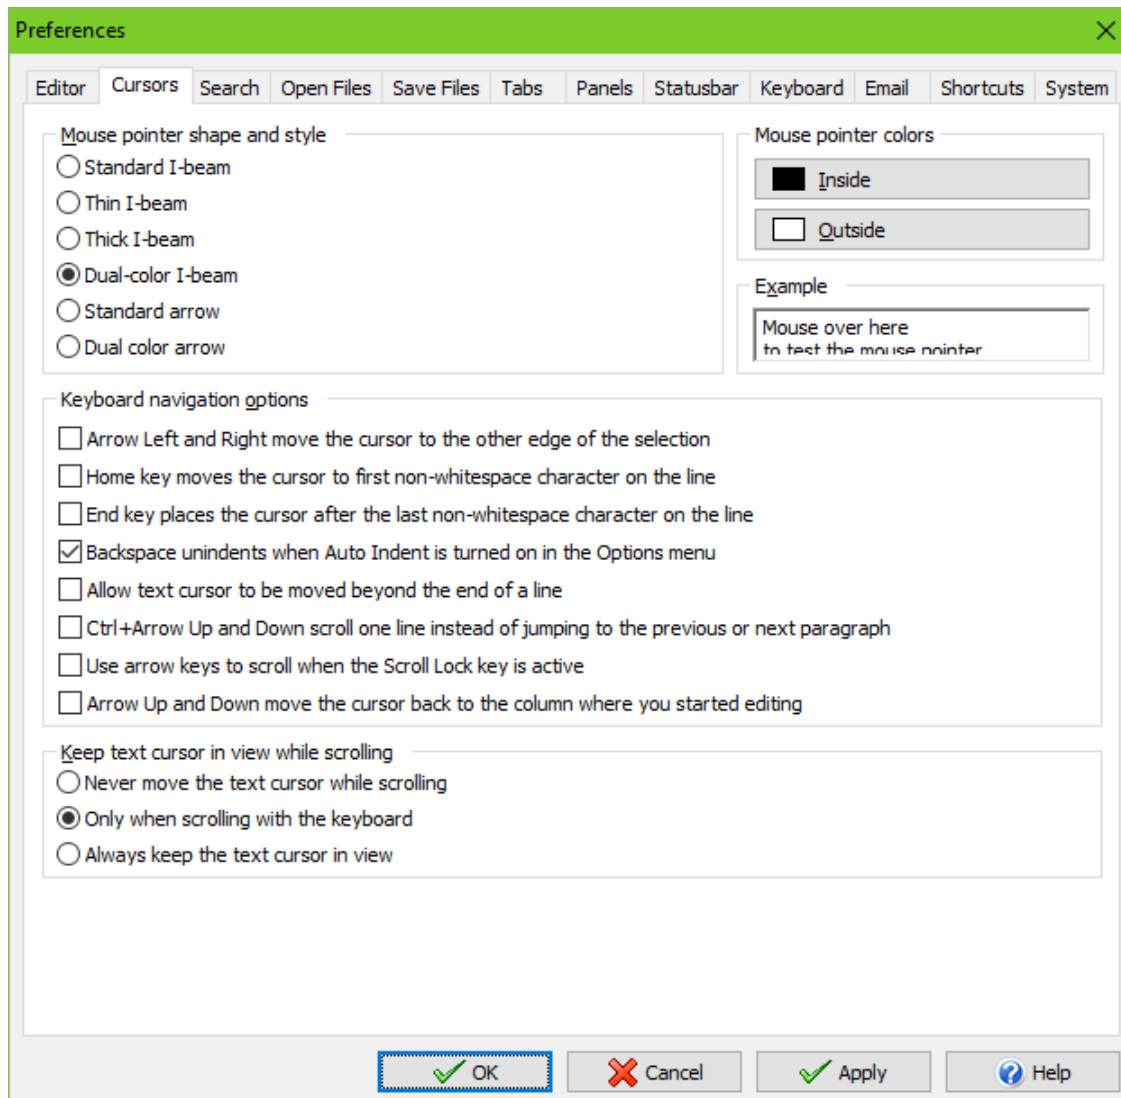 Preferences
Editor Cursors Search Open Files Save Files Tabs Panels Statusbar Keyboard Email Shortcuts System
Mouse pointer shape and style
Standard I-beam
Thin I-beam
Thick I-beam
Dual-color I-beam
Standard arrow
Dual color arrow
Mouse pointer colors
Inside
Outside
Example
Mouse over here
to test the mouse pointer
Keyboard navigation options
Arrow Left and Right move the cursor to the other edge of the selection
Home key moves the cursor to first non-whitespace character on the line
End key places the cursor after the last non-whitespace character on the line
Backspace unindents when Auto Indent is turned on in the Options menu
Allow text cursor to be moved beyond the end of a line
Ctrl+Arrow Up and Down scroll one line instead of jumping to the previous or next paragraph
Use arrow keys to scroll when the Scroll Lock key is active
Arrow Up and Down move the cursor back to the column where you started editing
Keep text cursor in view while scrolling
Never move the text cursor while scrolling
Only when scrolling with the keyboard
Always keep the text cursor in view
OK Cancel Apply Help